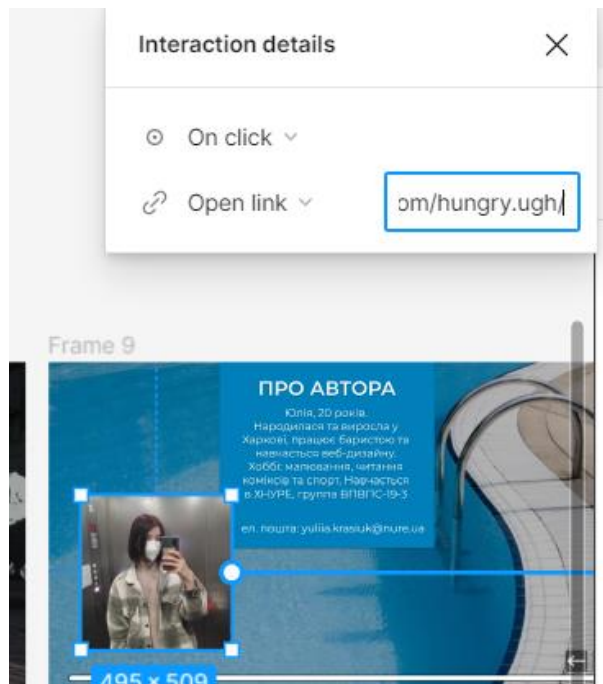 Interaction details
On click
Open link
om/hungry.ugh/
Frame 9
ПРО АВТОРА
Юлія, 20 років.
Народилася та виросла у
Харкові, працює баристою та
навчається веб-дизайну.
Хоббі: малювання, читання
коміксів та спорт. Навчається
в ХНУРЕ, группа ВПВПС-19-3
ел. пошта: yuliia.krasiuk@nure.ua
495 × 509